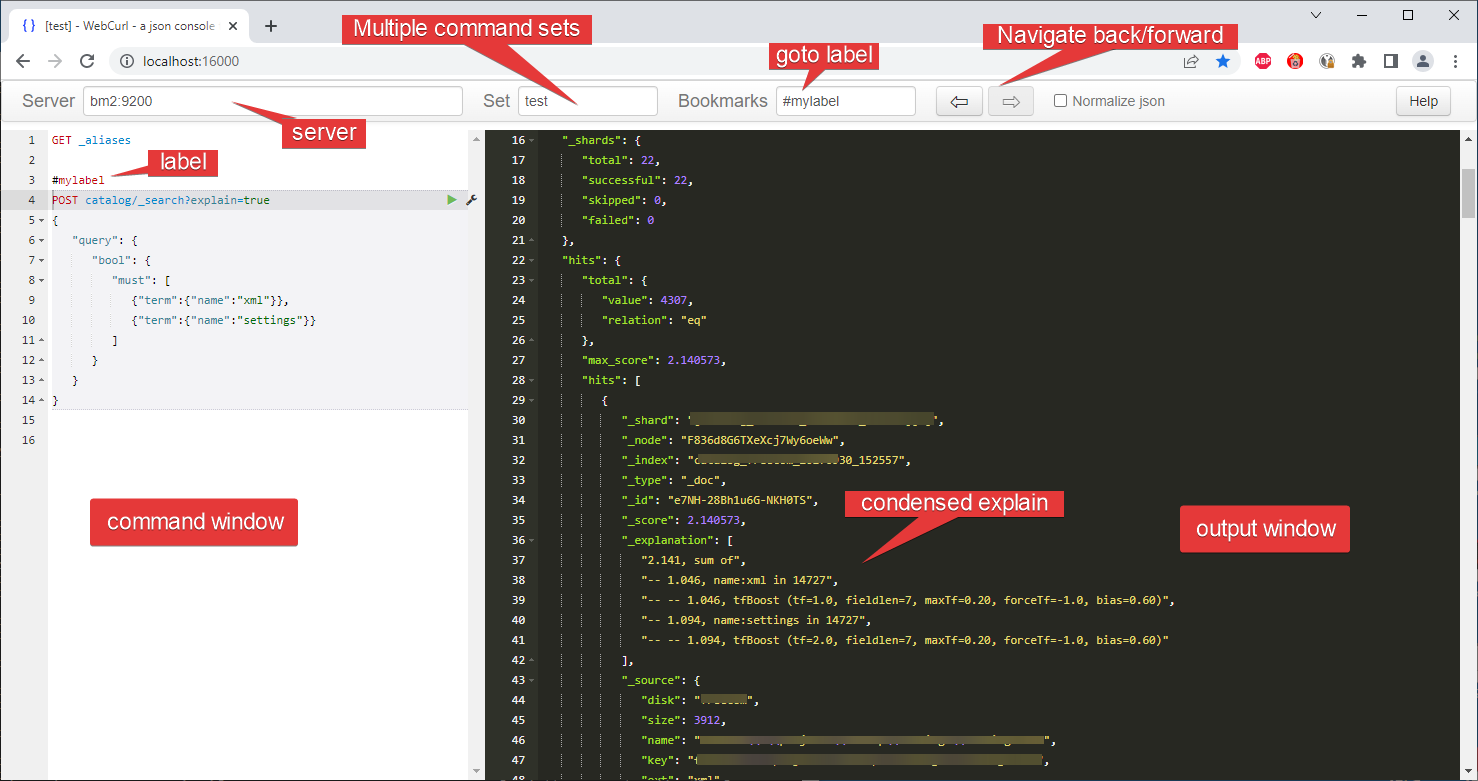 [test] - WebCurl - a json console
Multiple command sets
goto label
Navigate back/forward
localhost:16000
ABP
Server bm2:9200 Set test Bookmarks #mylabel Normalize json Help
server
label
1 GET _aliases
2
3 #mylabel
4 POST catalog/_search?explain=true
5 {
6 "query": {
7 "bool": {
8 "must": [
9 {"term":{"name":"xml"}},
10 {"term":{"name":"settings"}}
11 ]
12 }
13 }
14 }
15
16
command window
16 "_shards": {
17 "total": 22,
18 "successful": 22,
19 "skipped": 0,
20 "failed": 0
21 },
22 "hits": {
23 "total": {
24 "value": 4307,
25 "relation": "eq"
26 },
27 "max_score": 2.140573,
28 "hits": [
29 {
30 "_shard": "
31 "_node": "F836d8G6TXeXcj7Wy6oeWw",
32 "_index": "c 930_152557",
33 "_type": "_doc",
34 "_id": "e7NH-28Bh1u6G-NKH0TS",
35 "_score": 2.140573,
36 "_explanation": [
37 "2.141, sum of",
38 "-- 1.046, name:xml in 14727",
39 "-- -- 1.046, tfBoost (tf=1.0, fieldlen=7, maxTf=0.20, forceTf=-1.0, bias=0.60)",
40 "-- 1.094, name:settings in 14727",
41 "-- -- 1.094, tfBoost (tf=2.0, fieldlen=7, maxTf=0.20, forceTf=-1.0, bias=0.60)"
42 ],
43 "_source": {
44 "disk": " ",
45 "size": 3912,
46 "name": " ",
47 "key": " ",
48 "ext": "xml"
condensed explain
output window